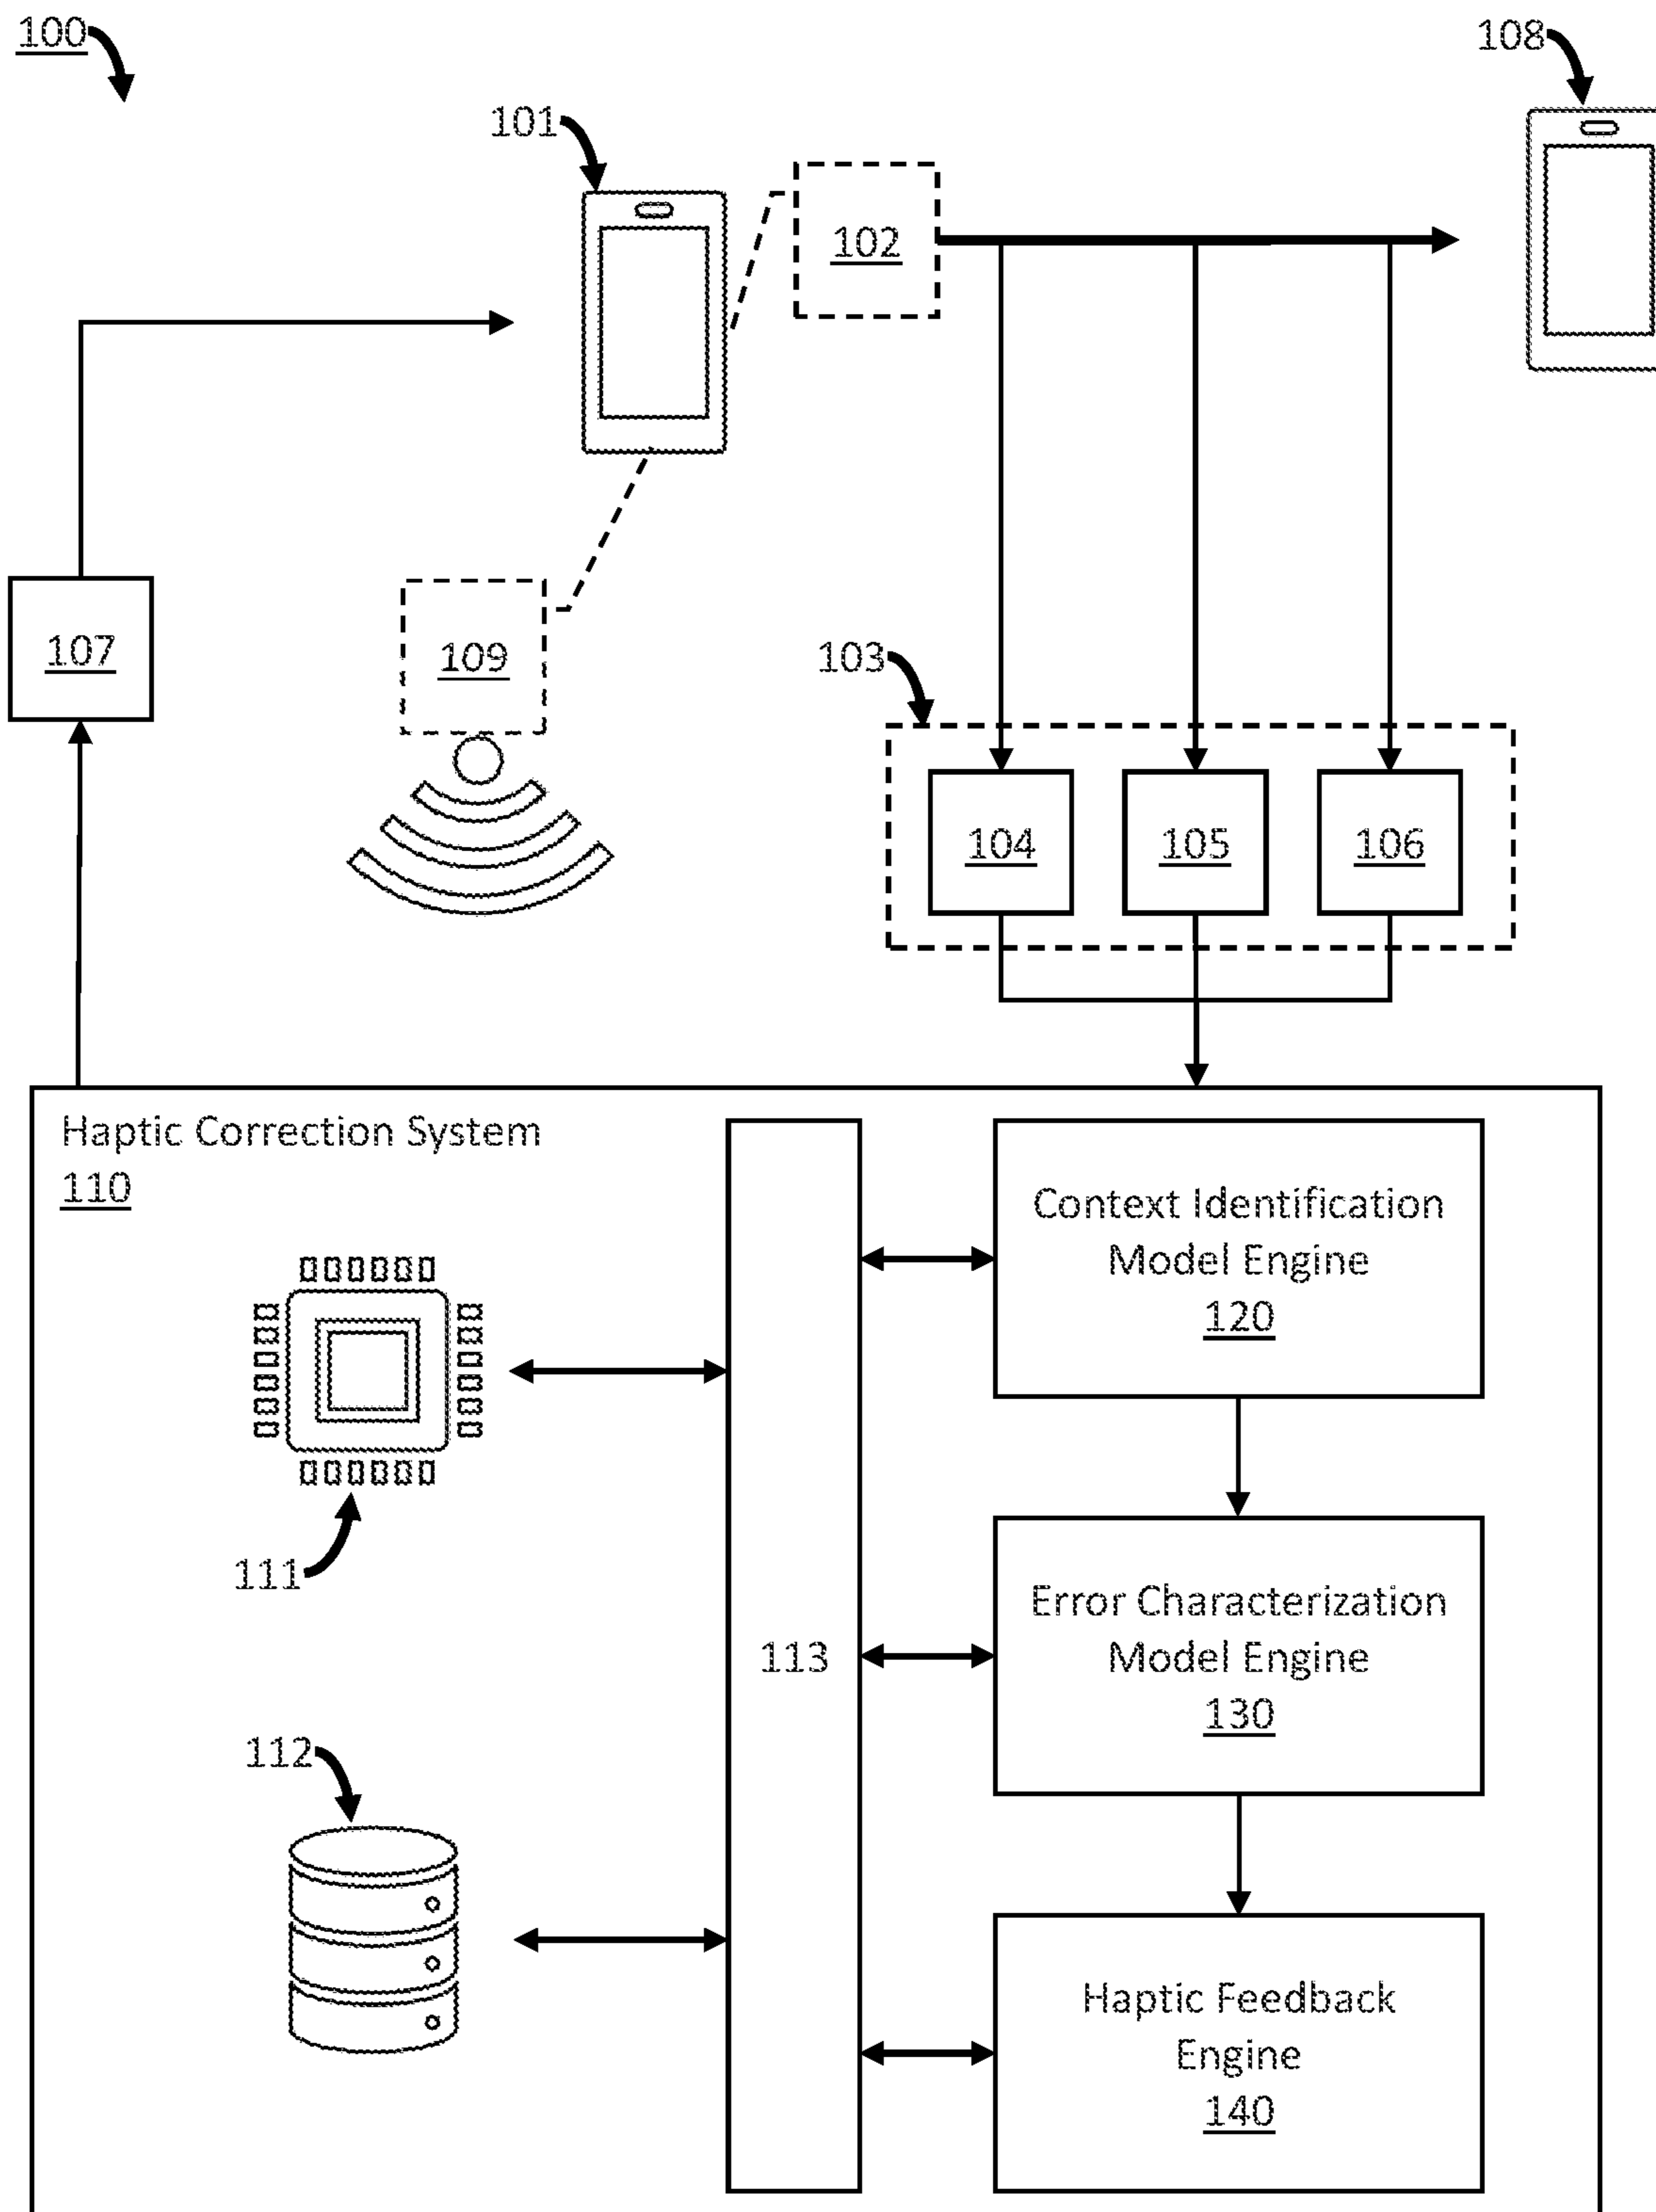 100
108
101
102
107
109
103
104
105
106
Haptic Correction System
110
Context Identification
Model Engine
120
111
113
Error Characterization
Model Engine
130
112
Haptic Feedback
Engine
140